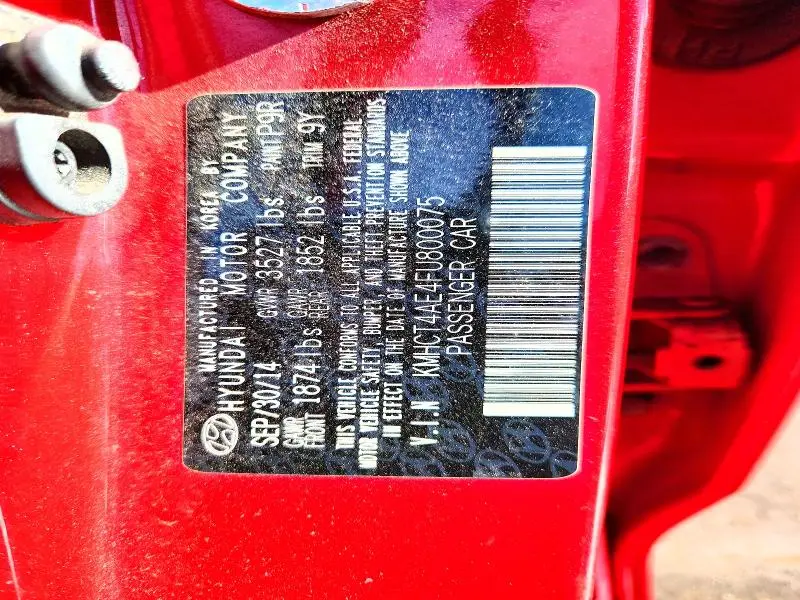 MANUFACTURED IN KOREA BY
HYUNDAI MOTOR COMPANY
SEP/30/14 GVWR 3527 lbs PAINT P9R
GAWR FRONT 1874 lbs GAWR REAR 1852 lbs TRIM 9Y
THIS VEHICLE CONFORMS TO ALL APPLICABLE U.S.A. FEDERAL
MOTOR VEHICLE SAFETY, BUMPER, AND THEFT PREVENTION STANDARDS
IN EFFECT ON THE DATE OF MANUFACTURE SHOWN ABOVE
V.I.N KMHCT4AE4FU800075
PASSENGER CAR